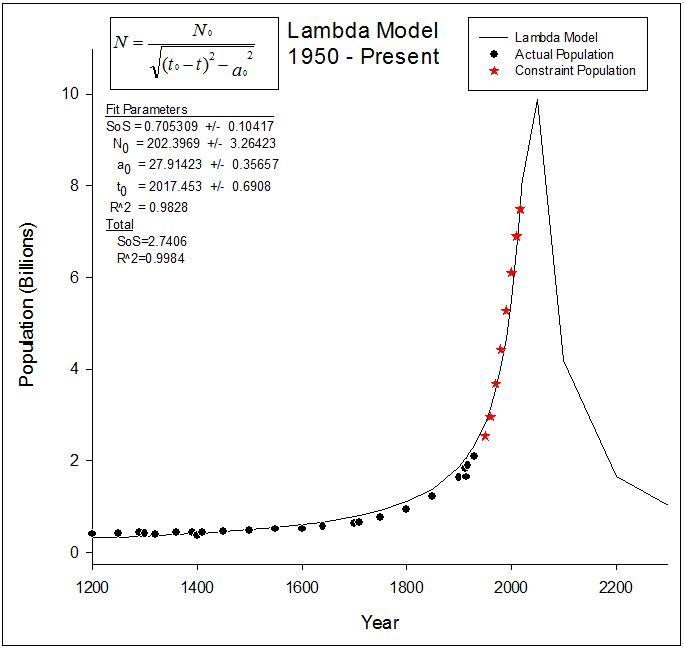 Lambda Model
1950 - Present
N = N₀ / √((t₀ – t)² – a₀²)
Lambda Model
Actual Population
Constraint Population
Fit Parameters
SoS = 0.705309 +/- 0.10417
N₀ = 202.3969 +/- 3.26423
a₀ = 27.91423 +/- 0.35657
t₀ = 2017.453 +/- 0.6908
R^2 = 0.9828
Total
SoS=2.7406
R^2=0.9984
Population (Billions)
10
8
6
4
2
0
1200 1400 1600 1800 2000 2200
Year